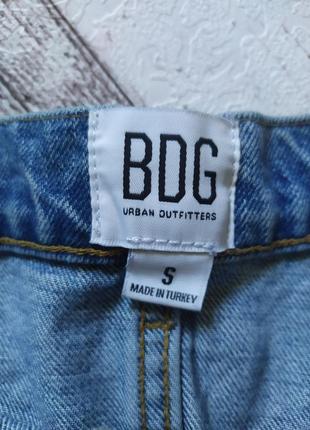 BDG
URBAN OUTFITTERS
S
MADE IN TURKEY